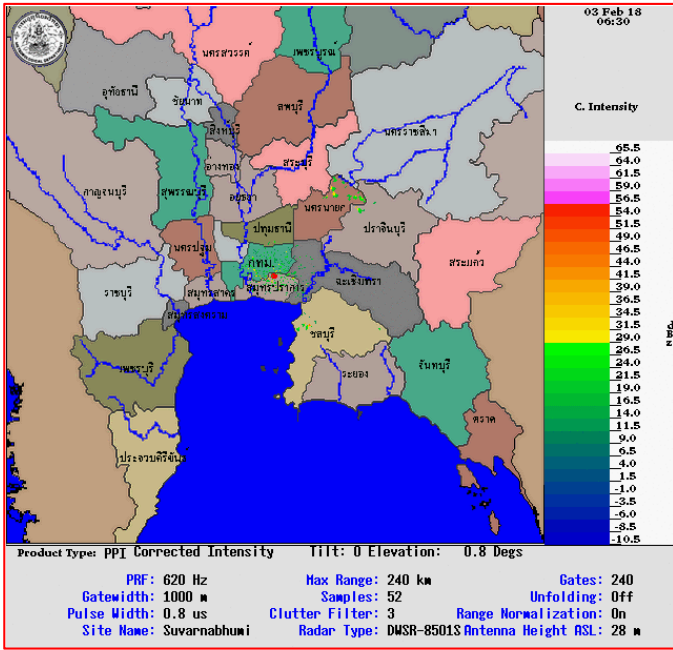 03 Feb 18
06:30
C. Intensity
65.5
64.0
61.5
59.0
56.5
54.0
51.5
49.0
46.5
44.0
41.5
39.0
36.5
34.0
31.5
29.0
26.5
24.0
21.5
19.0
16.5
14.0
11.5
9.0
6.5
4.0
1.5
-1.0
-3.5
-6.0
-8.5
-10.5
นครสวรรค์
เพชรบูรณ์
อุทัยธานี
ชัยนาท
ลพบุรี
สิงห์บุรี
นครราชสีมา
อ่างทอง
สระบุรี
กาญจนบุรี
สุพรรณบุรี
อยุธยา
นครนายก
ปราจีนบุรี
ปทุมธานี
นครปฐม
กทม.
สระแก้ว
ราชบุรี
สมุทรสาคร
สมุทรปราการ
ฉะเชิงเทรา
สมุทรสงคราม
ชลบุรี
เพชรบุรี
ระยอง
จันทบุรี
ตราด
ประจวบคีรีขันธ์
Product Type: PPI Corrected Intensity Tilt: 0 Elevation: 0.8 Degs
PRF: 620 Hz Max Range: 240 km Gates: 240
Gatewidth: 1000 m Samples: 52 Unfolding: Off
Pulse Width: 0.8 us Clutter Filter: 3 Range Normalization: On
Site Name: Suvarnabhumi Radar Type: DWSR-8501S Antenna Height ASL: 28 m